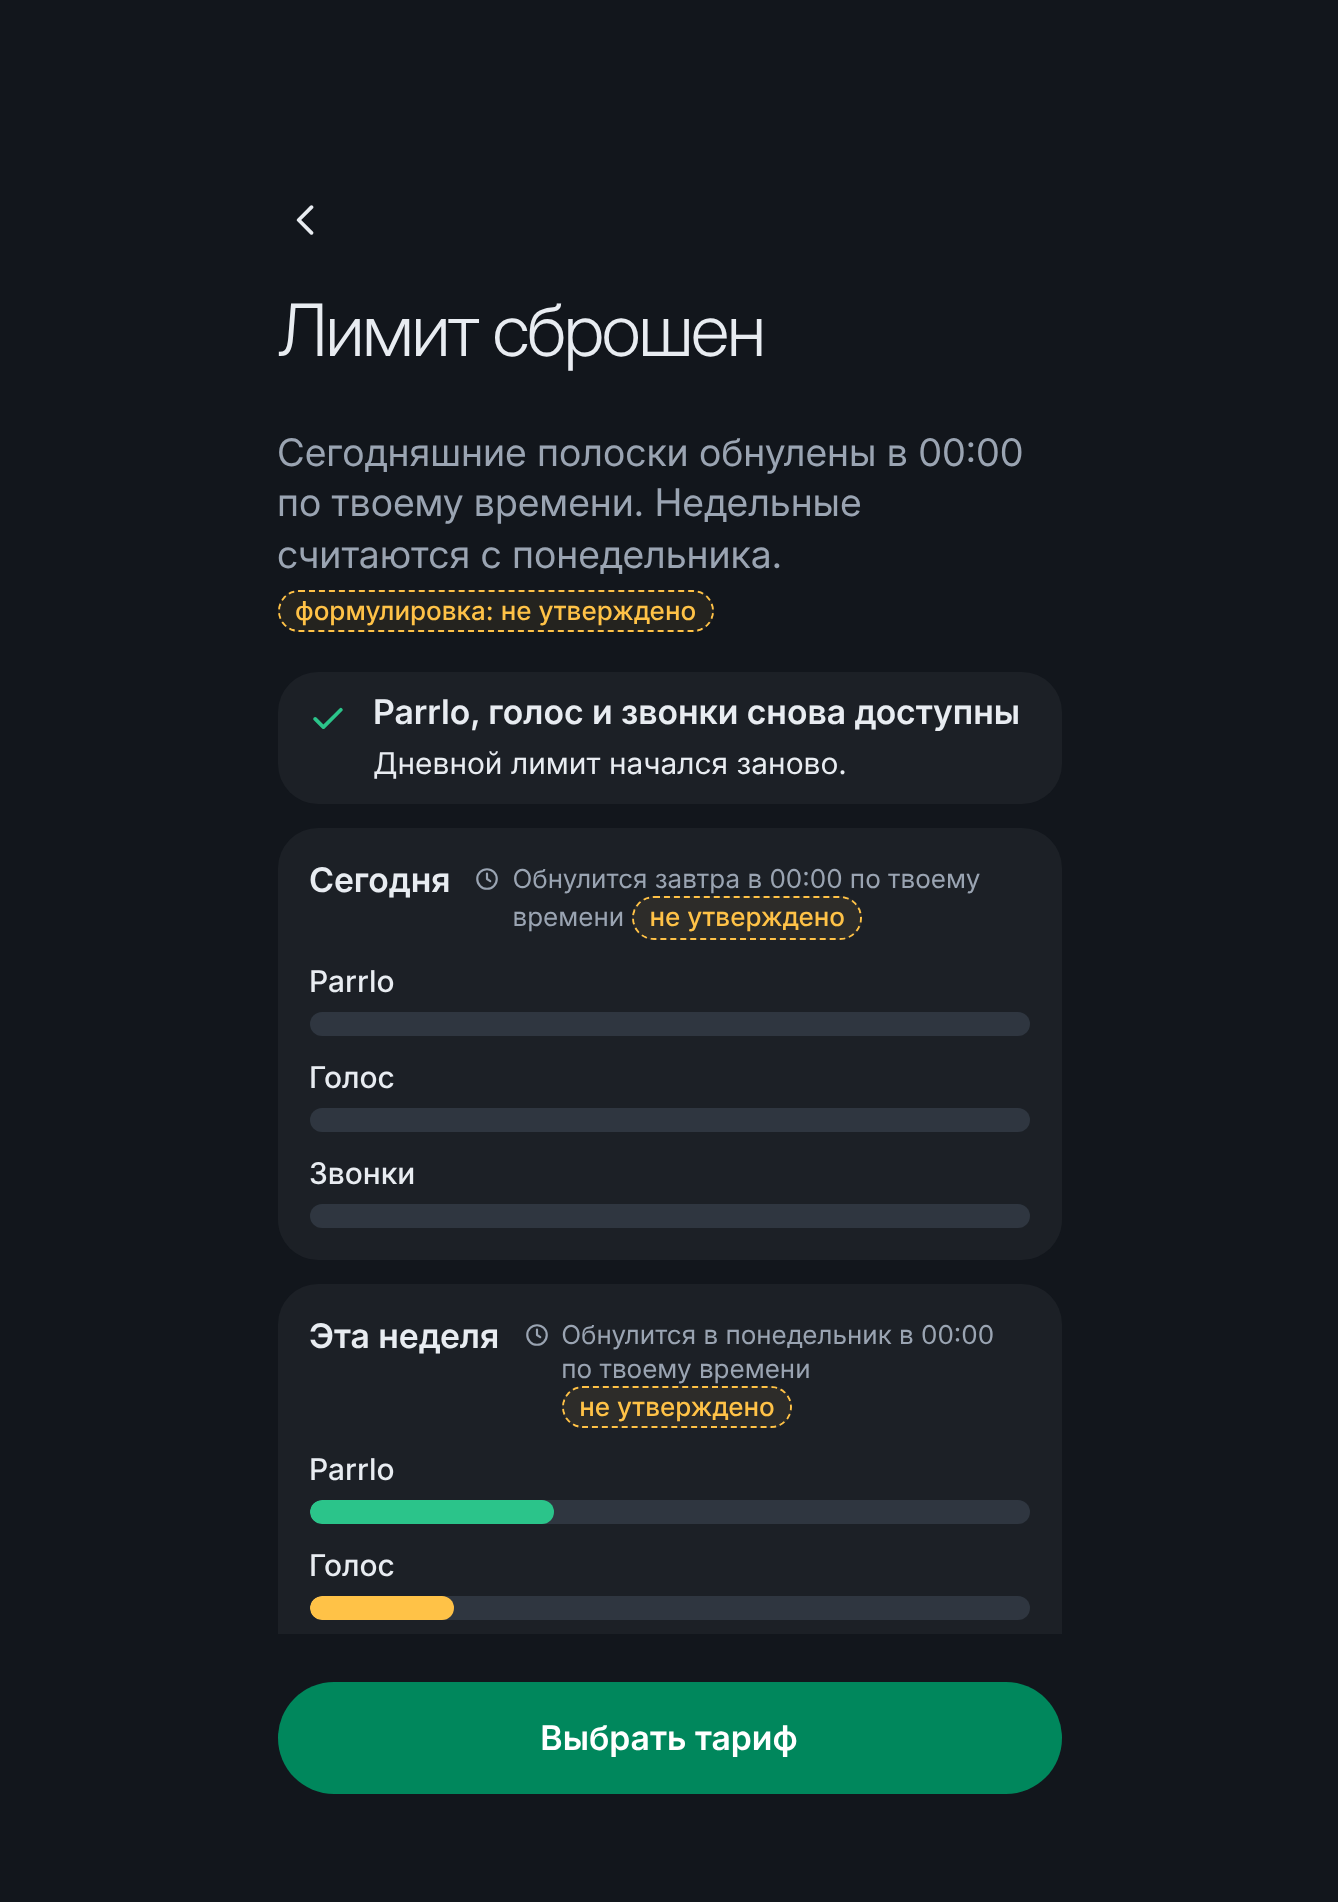 Лимит сброшен
Сегодняшние полоски обнулены в 00:00
по твоему времени. Недельные
считаются с понедельника.
формулировка: не утверждено
Parrlo, голос и звонки снова доступны
Дневной лимит начался заново.
Сегодня
Обнулится завтра в 00:00 по твоему
времени не утверждено
Parrlo
Голос
Звонки
Эта неделя
Обнулится в понедельник в 00:00
по твоему времени
не утверждено
Parrlo
Голос
Выбрать тариф